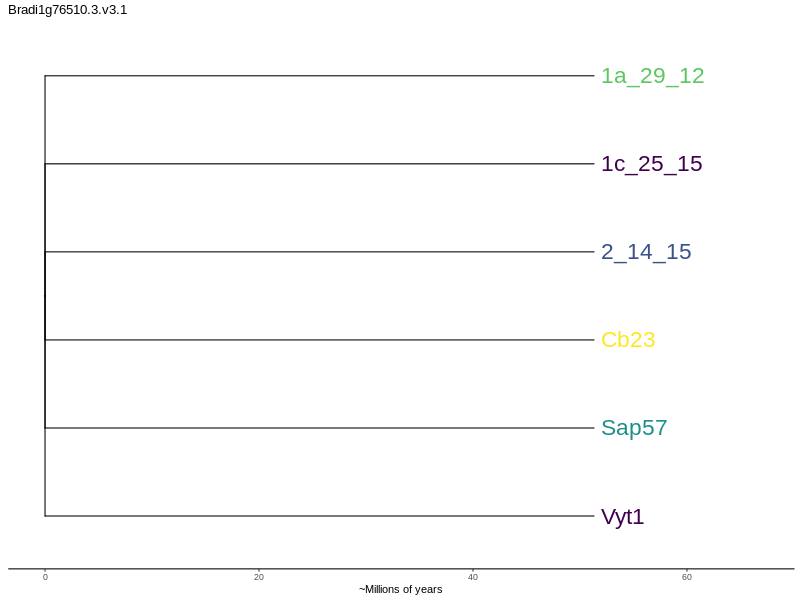 Bradi1g76510.3.v3.1
1a_29_12
1c_25_15
2_14_15
Cb23
Sap57
Vyt1
0 20 40 60
~Millions of years